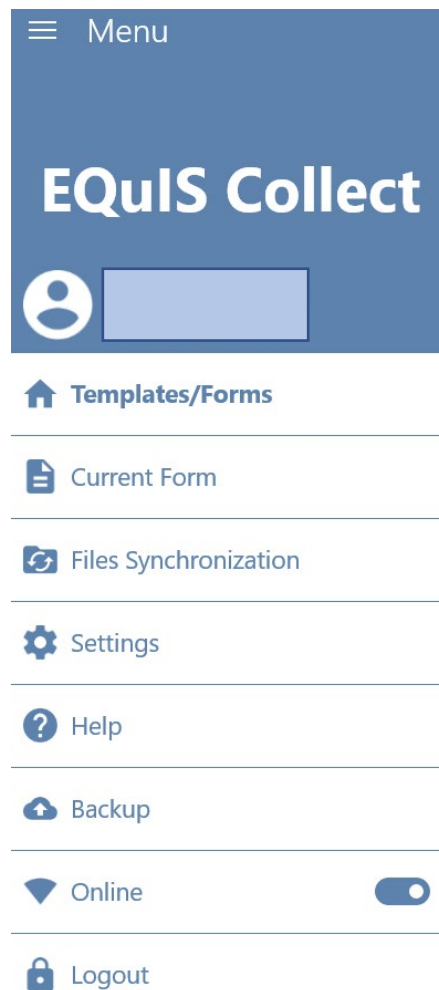 Menu
EQuIS Collect
Templates/Forms
Current Form
Files Synchronization
Settings
Help
Backup
Online
Logout